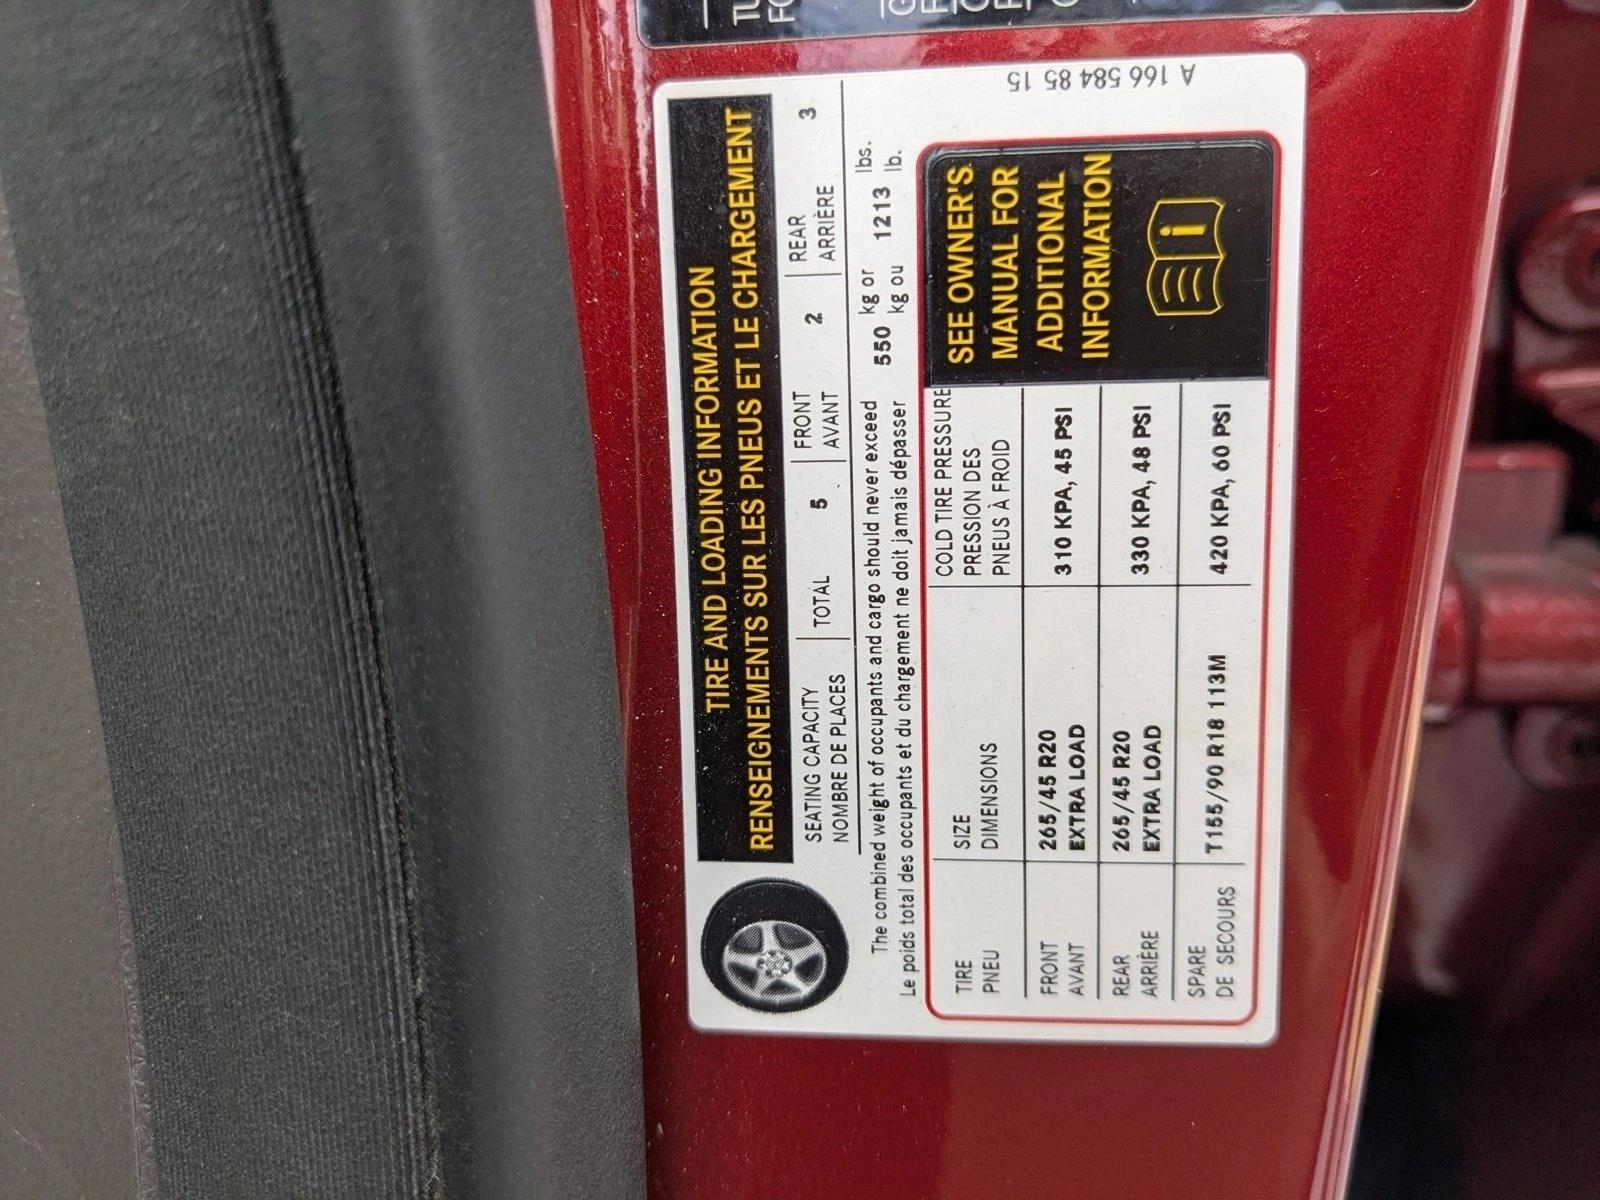 A 166 584 85 15
TIRE AND LOADING INFORMATION
RENSEIGNEMENTS SUR LES PNEUS ET LE CHARGEMENT
SEATING CAPACITY TOTAL 5 FRONT 2 REAR 3
NOMBRE DE PLACES AVANT ARRIÈRE
The combined weight of occupants and cargo should never exceed 550 kg or 1213 lbs.
Le poids total des occupants et du chargement ne doit jamais dépasser kg ou lb.
TIRE SIZE COLD TIRE PRESSURE
PNEU DIMENSIONS PRESSION DES
PNEUS À FROID
FRONT 265/45 R20 310 KPA, 45 PSI
AVANT EXTRA LOAD
REAR 265/45 R20 330 KPA, 48 PSI
ARRIÈRE EXTRA LOAD
SPARE T155/90 R18 113M 420 KPA, 60 PSI
DE SECOURS
SEE OWNER'S
MANUAL FOR
ADDITIONAL
INFORMATION